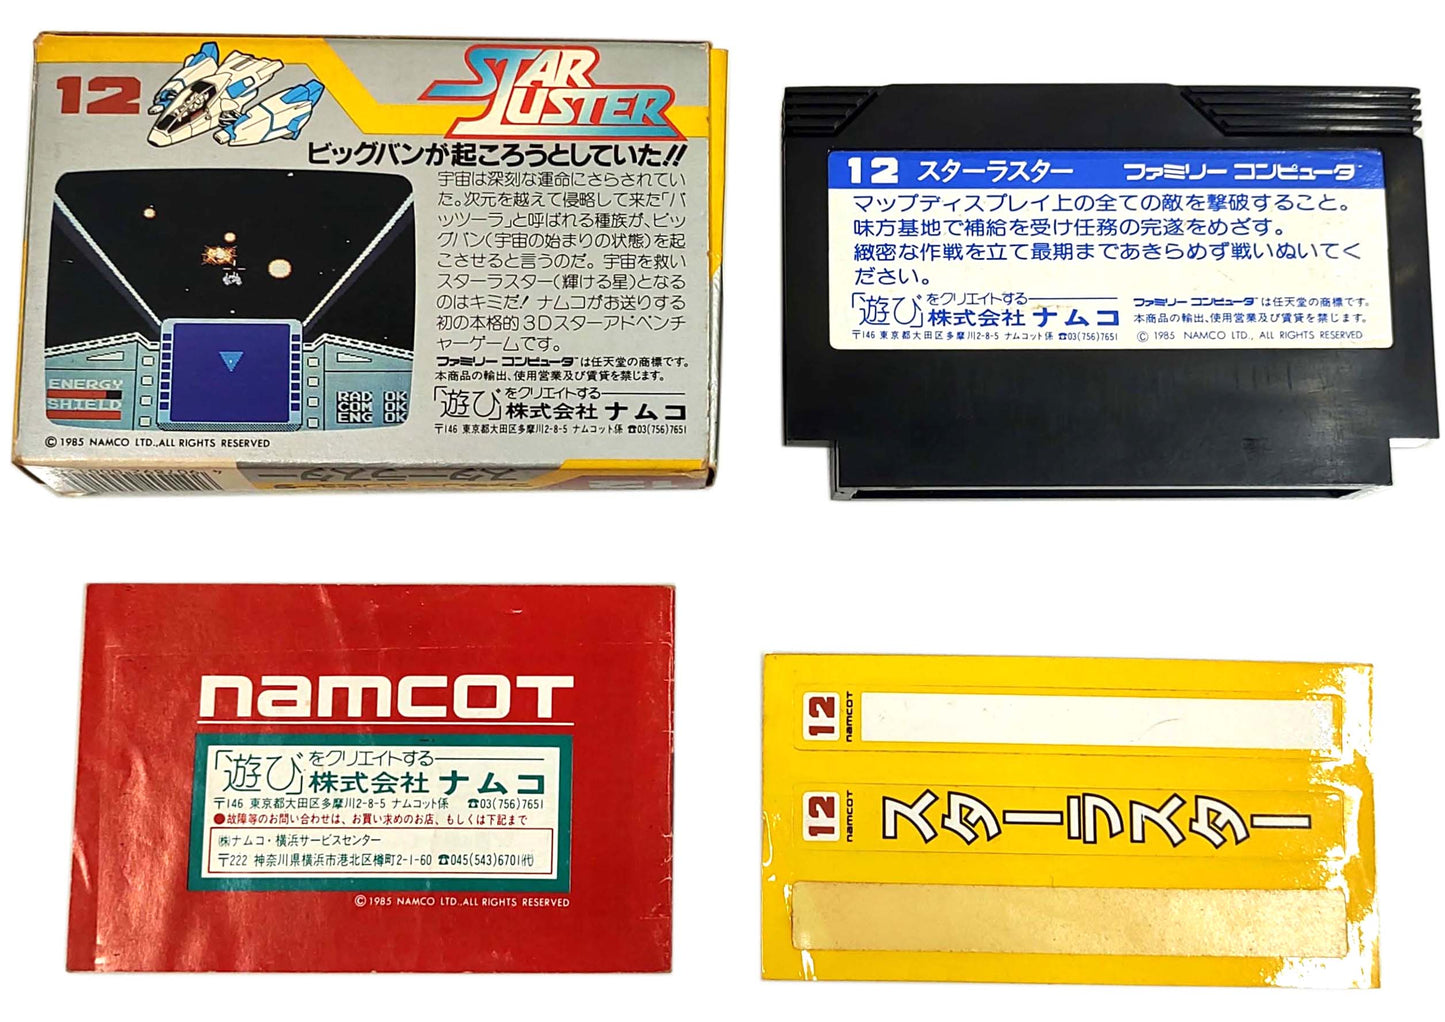 12
STAR
LUSTER
ビッグバンが起ころうとしていた!!
宇宙は深刻な運命にさらされてい
た。次元を越えて侵略して来た「バ
ッツーラ」と呼ばれる種族が、ビッ
グバン(宇宙の始まりの状態)を起
こさせると言うのだ。宇宙を救い
スターラスター(輝ける星)となる
のはキミだ!ナムコがお送りする
初の本格的3Dスターアドベンチ
ャーゲームです。
ファミリーコンピュータ™は任天堂の商標です。
本商品の輸出、使用営業及び賃貸を禁じます。
「遊び」をクリエイトする
株式会社ナムコ
〒146 東京都大田区多摩川2-8-5 ナムコット係 ☎03(756)7651
ENERGY
SHIELD
RAD OK
COM OK
ENG OK
©1985 NAMCO LTD.,ALL RIGHTS RESERVED
スターラスター
12
12 スターラスター ファミリーコンピュータ™
マップディスプレイ上の全ての敵を撃破すること。
味方基地で補給を受け任務の完遂をめざす。
緻密な作戦を立て最期まであきらめず戦いぬいてく
ださい。
「遊び」をクリエイトする
株式会社ナムコ
〒146 東京都大田区多摩川2-8-5 ナムコット係 ☎03(756)7651
ファミリーコンピュータ™は任天堂の商標です。
本商品の輸出、使用営業及び賃貸を禁じます。
©1985 NAMCO LTD., ALL RIGHTS RESERVED
namcot
「遊び」をクリエイトする
株式会社ナムコ
〒146 東京都大田区多摩川2-8-5 ナムコット係 ☎03(756)7651
●故障等のお問い合わせは、お買い求めのお店、もしくは下記まで
㈱ナムコ・横浜サービスセンター
〒222 神奈川県横浜市港北区樽町2-1-60 ☎045(543)6701㈹
©1985 NAMCO LTD.,ALL RIGHTS RESERVED
12
namcot
12
namcot
スターラスター